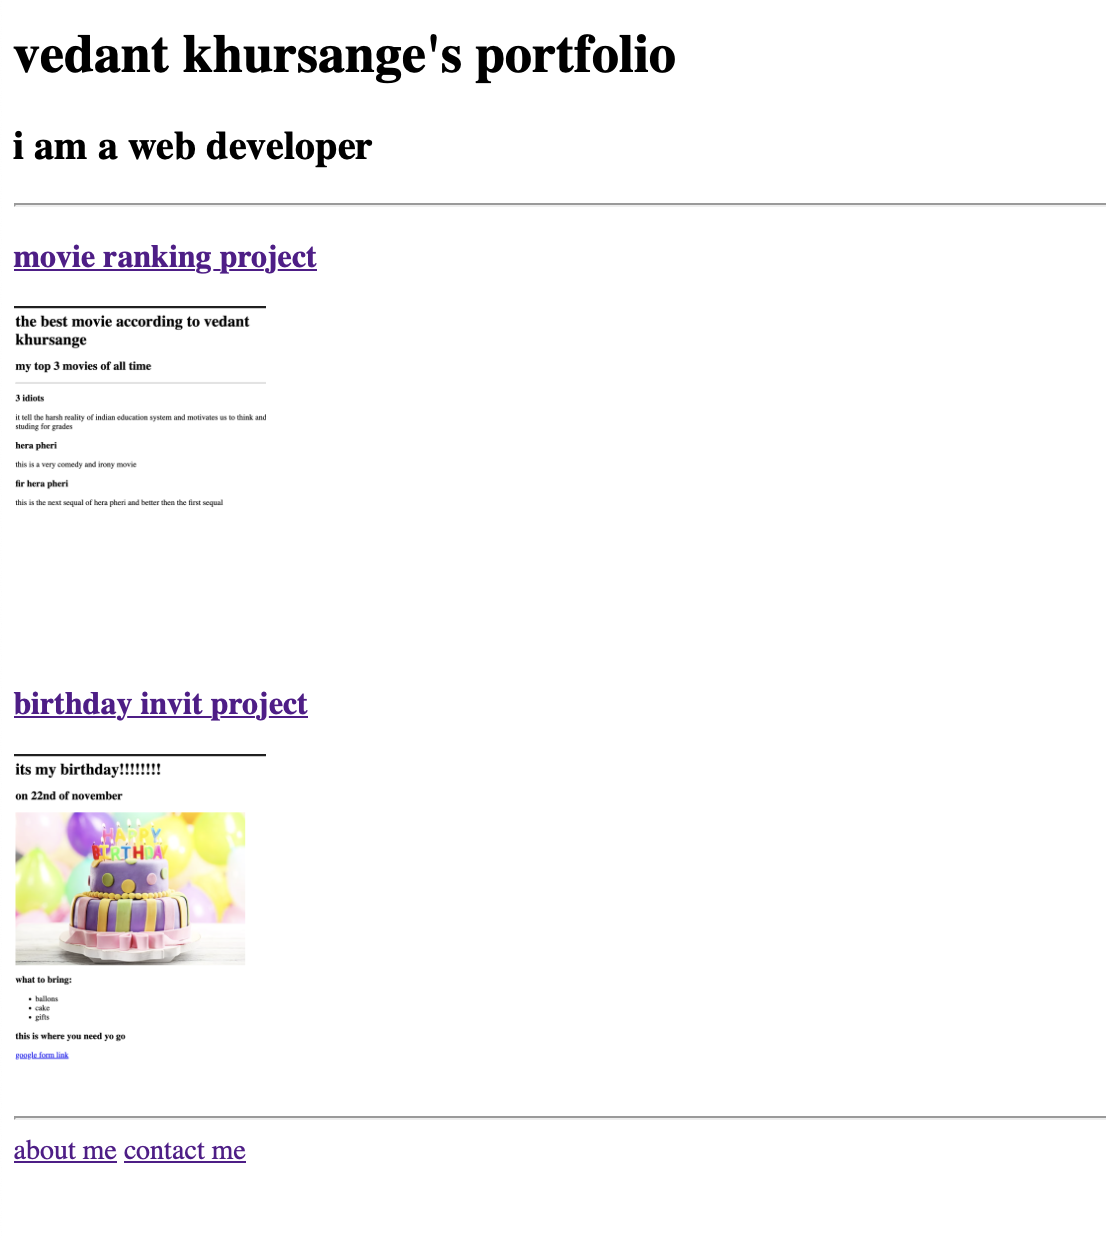 vedant khursange's portfolio
i am a web developer
movie ranking project
the best movie according to vedant
khursange
my top 3 movies of all time
3 idiots
it tell the harsh reality of indian education system and motivates us to think and
studing for grades
hera pheri
this is a very comedy and irony movie
fir hera pheri
this is the next sequal of hera pheri and better then the first sequal
birthday invit project
its my birthday!!!!!!!!
on 22nd of november
HAPPY
BIRTHDAY
what to bring:
ballons
cake
gifts
this is where you need yo go
google form link
about me contact me